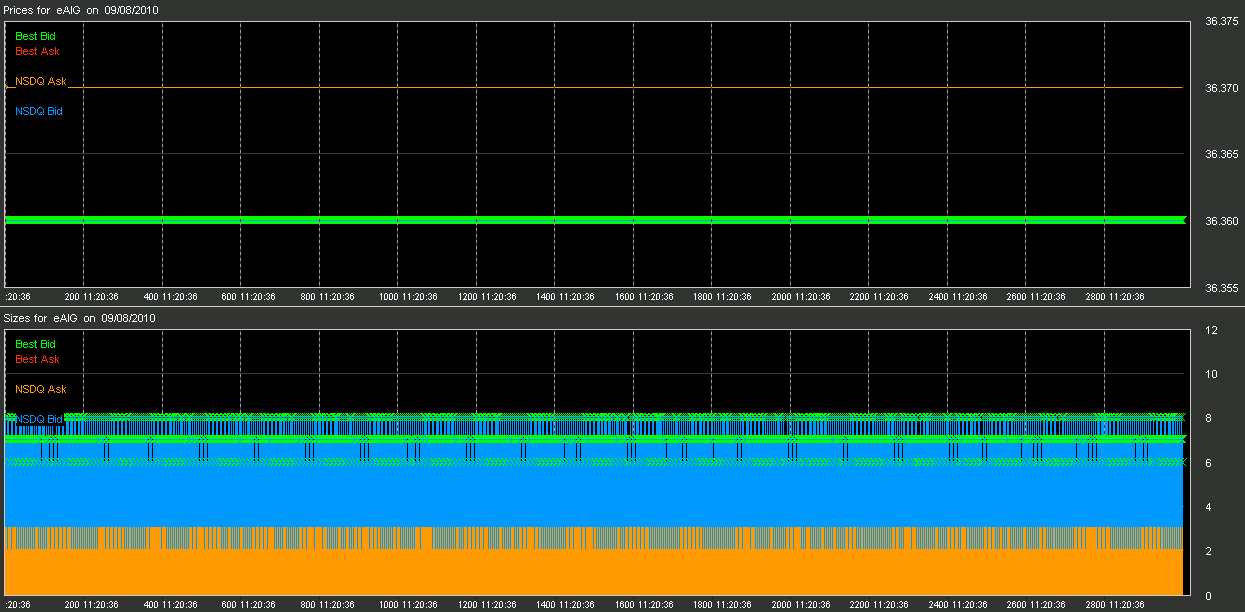 Prices for eAIG on 09/08/2010
36.375
Best Bid
Best Ask
NSDQ Ask
36.370
NSDQ Bid
36.365
36.360
36.355
:20:36 200 11:20:36 400 11:20:36 600 11:20:36 800 11:20:36 1000 11:20:36 1200 11:20:36 1400 11:20:36 1600 11:20:36 1800 11:20:36 2000 11:20:36 2200 11:20:36 2400 11:20:36 2600 11:20:36 2800 11:20:36
Sizes for eAIG on 09/08/2010
12
Best Bid
Best Ask
10
NSDQ Ask
NSDQ Bid
8
6
4
2
0
:20:36 200 11:20:36 400 11:20:36 600 11:20:36 800 11:20:36 1000 11:20:36 1200 11:20:36 1400 11:20:36 1600 11:20:36 1800 11:20:36 2000 11:20:36 2200 11:20:36 2400 11:20:36 2600 11:20:36 2800 11:20:36